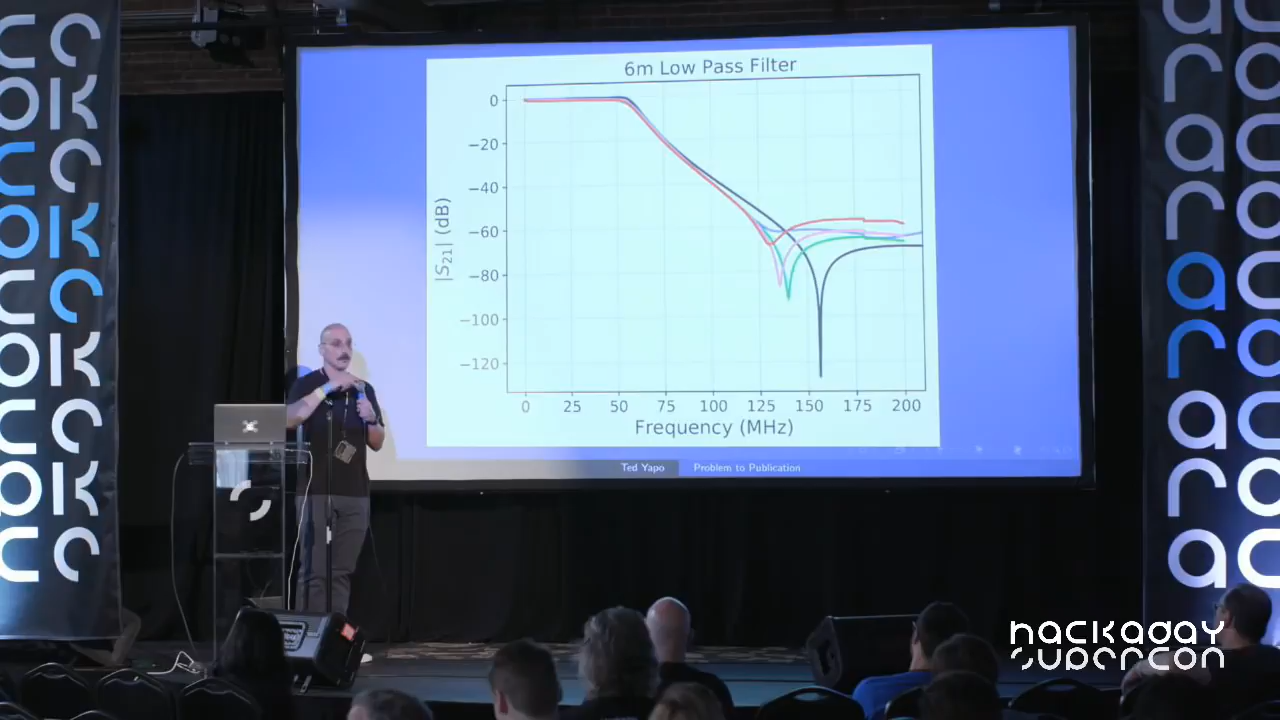 6m Low Pass Filter
0
−20
−40
−60
−80
−100
−120
|S21| (dB)
0 25 50 75 100 125 150 175 200
Frequency (MHz)
Ted Yapo Problem to Publication
hackaday
supercon